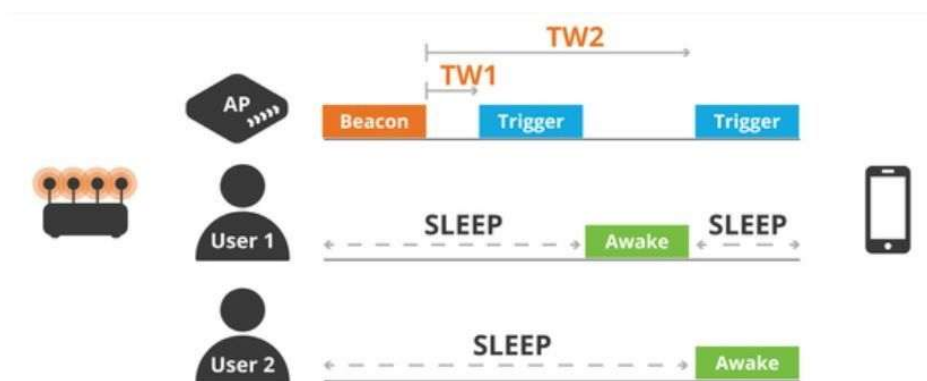 TW2
TW1
AP
Beacon
Trigger
Trigger
User 1
SLEEP
Awake
SLEEP
User 2
SLEEP
Awake